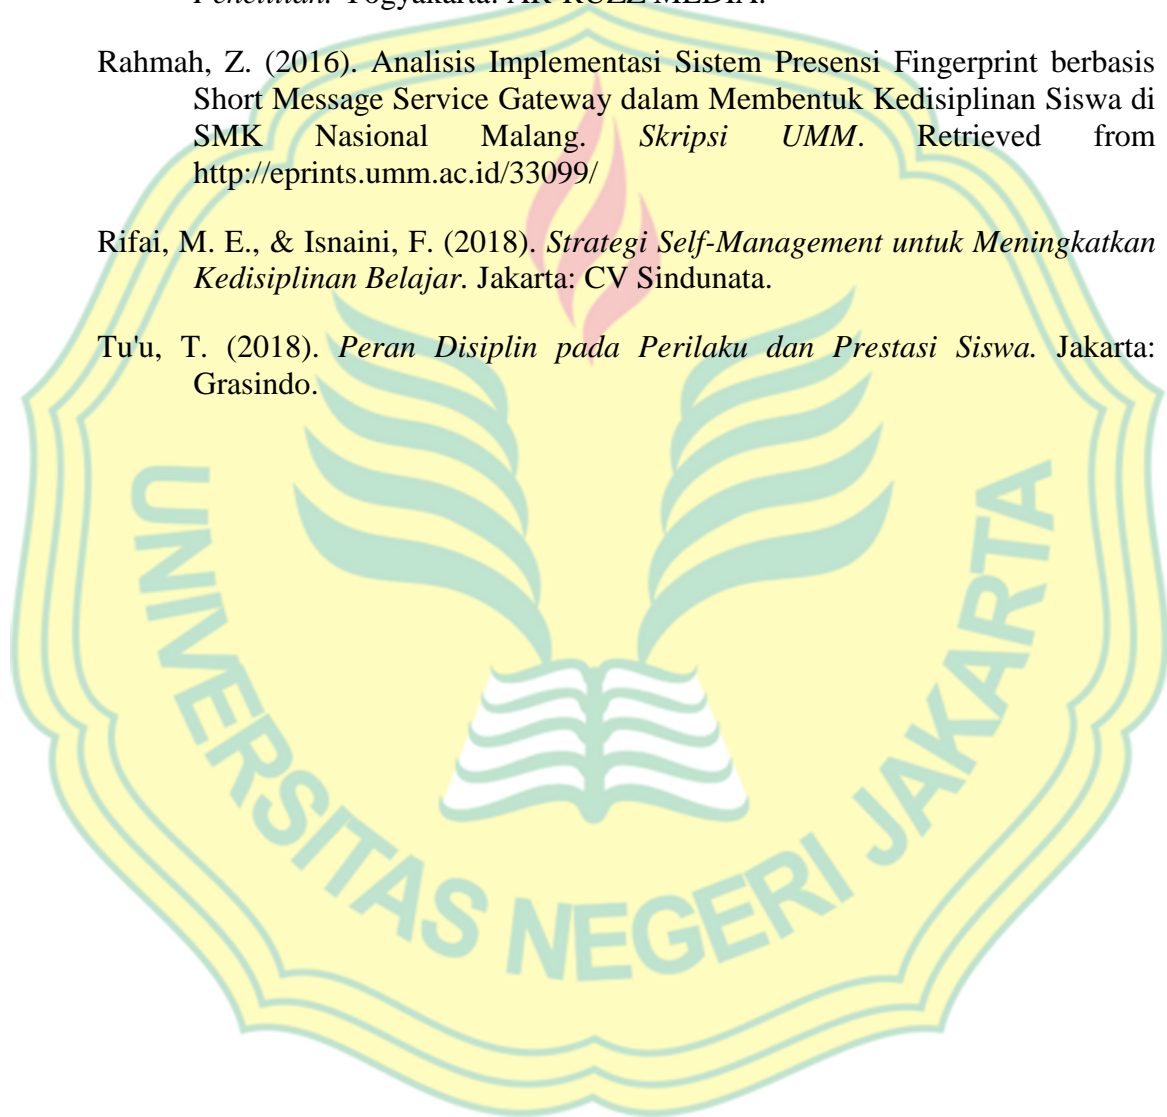 Penelitian. Yogyakarta: AR-RUZZ MEDIA.
Rahmah, Z. (2016). Analisis Implementasi Sistem Presensi Fingerprint berbasis
Short Message Service Gateway dalam Membentuk Kedisiplinan Siswa di
SMK Nasional Malang. Skripsi UMM. Retrieved from
http://eprints.umm.ac.id/33099/
Rifai, M. E., & Isnaini, F. (2018). Strategi Self-Management untuk Meningkatkan
Kedisiplinan Belajar. Jakarta: CV Sindunata.
Tu'u, T. (2018). Peran Disiplin pada Perilaku dan Prestasi Siswa. Jakarta:
Grasindo.
UNIVERSITAS NEGERI JAKARTA